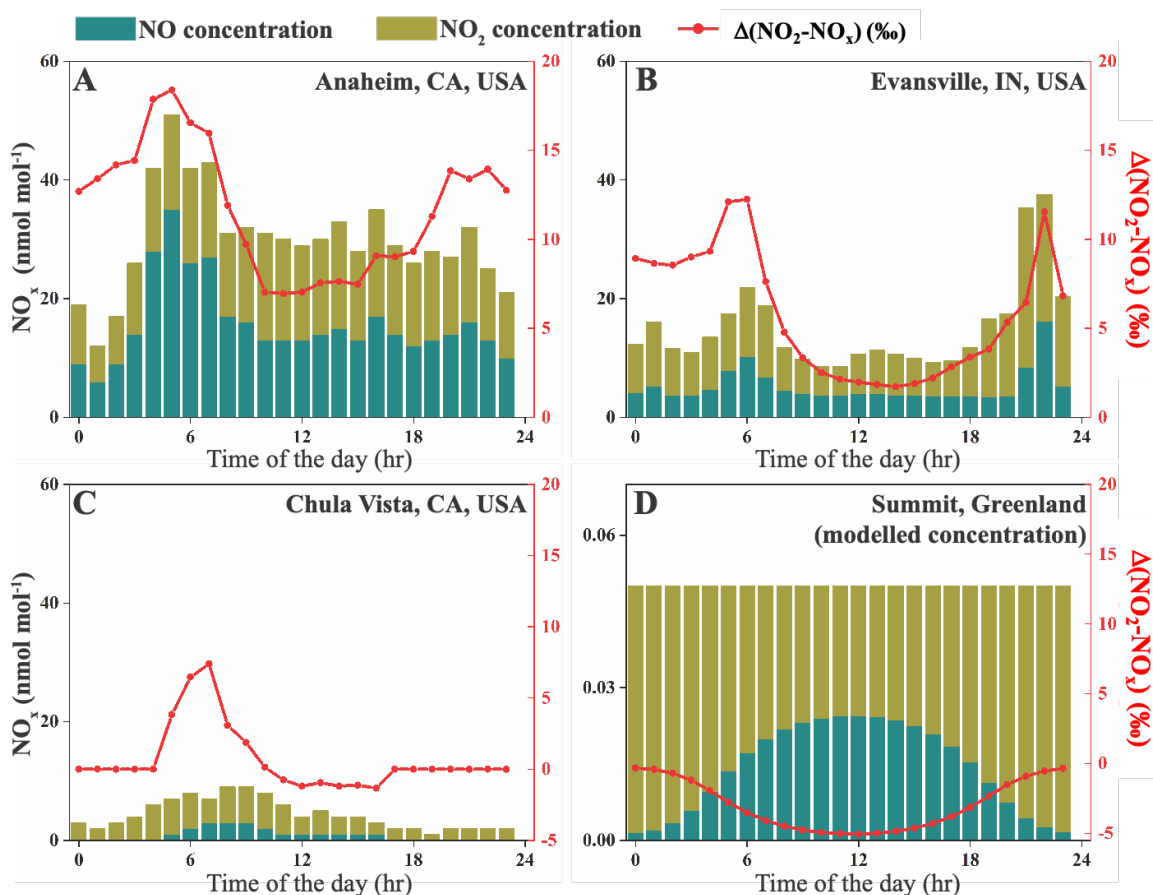 NO concentration NO₂ concentration Δ(NO₂-NOₓ) (‰)
A Anaheim, CA, USA
NOₓ (nmol mol⁻¹)
60
40
20
0
20
15
10
5
0
0 6 12 18 24
Time of the day (hr)
B Evansville, IN, USA
60
40
20
0
20
15
10
5
0
Δ(NO₂-NOₓ) (‰)
0 6 12 18 24
Time of the day (hr)
C Chula Vista, CA, USA
NOₓ (nmol mol⁻¹)
60
40
20
0
20
15
10
5
0
-5
0 6 12 18 24
Time of the day (hr)
D Summit, Greenland
(modelled concentration)
0.06
0.03
0.00
20
15
10
5
0
-5
Δ(NO₂-NOₓ) (‰)
0 6 12 18 24
Time of the day (hr)